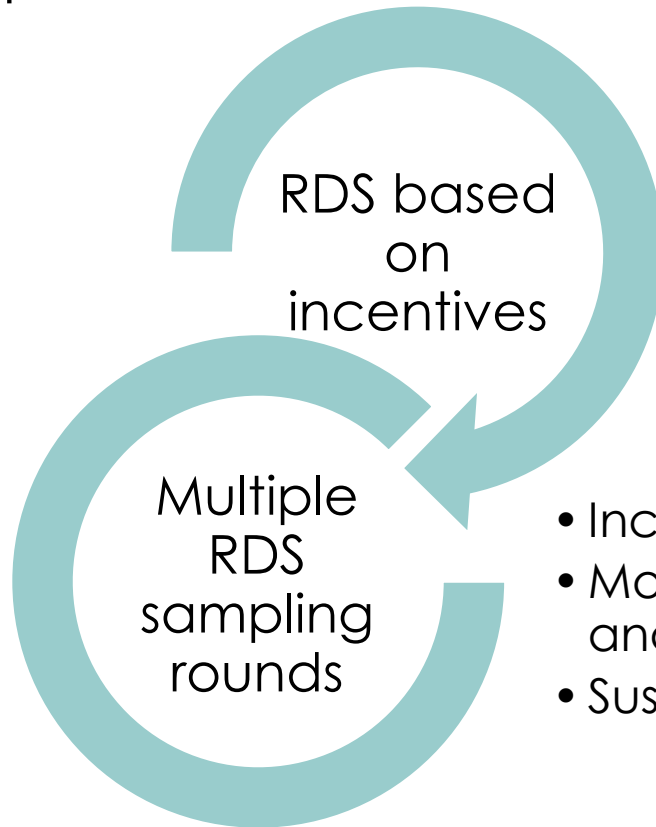 RDS based
on
incentives
Multiple
RDS
sampling
rounds